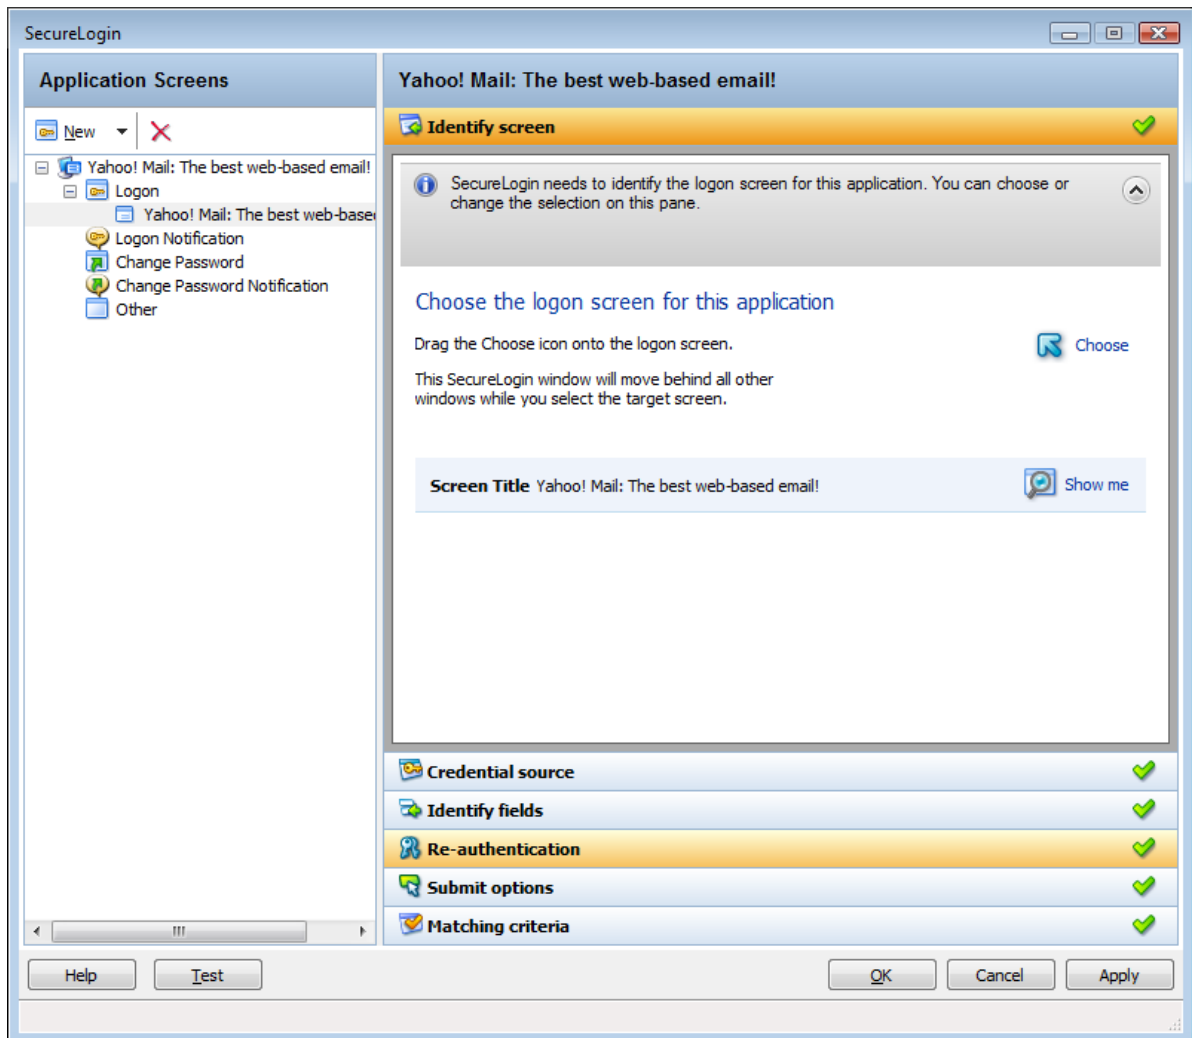 SecureLogin
Application Screens
New
Yahoo! Mail: The best web-based email!
Logon
Yahoo! Mail: The best web-base
Logon Notification
Change Password
Change Password Notification
Other
Yahoo! Mail: The best web-based email!
Identify screen
SecureLogin needs to identify the logon screen for this application. You can choose or
change the selection on this pane.
Choose the logon screen for this application
Drag the Choose icon onto the logon screen.
Choose
This SecureLogin window will move behind all other
windows while you select the target screen.
Screen Title Yahoo! Mail: The best web-based email!
Show me
Credential source
Identify fields
Re-authentication
Submit options
Matching criteria
Help
Test
OK
Cancel
Apply